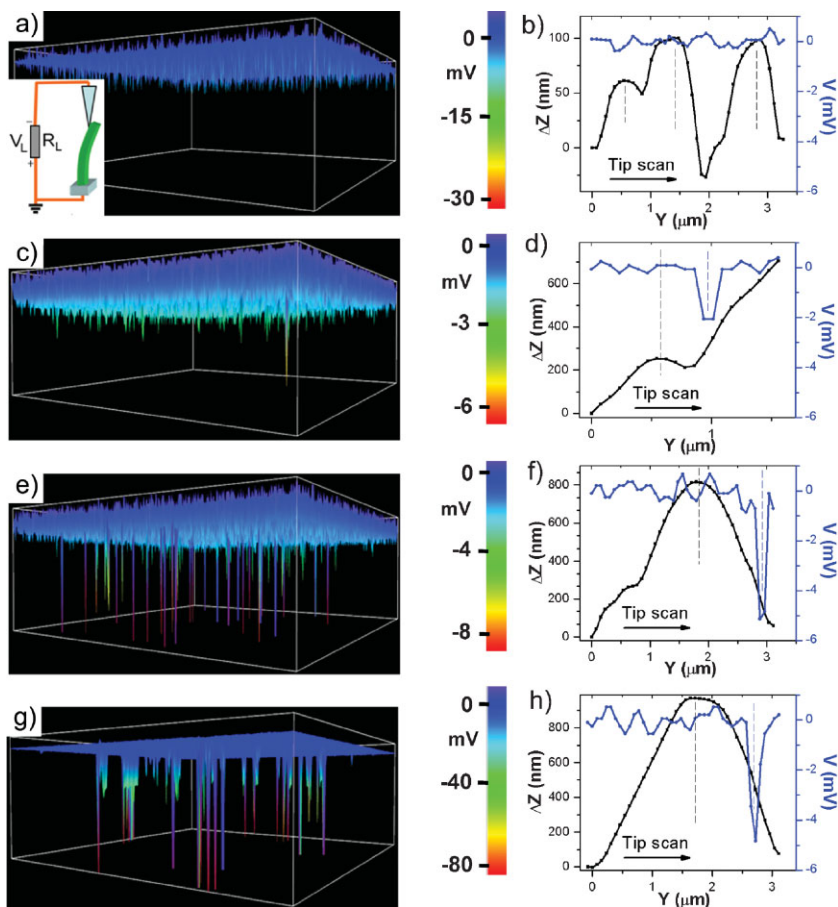 a)
0
mV
-15
-30
V_L R_L
−
+
b)
ΔZ (nm)
100
50
0
Tip scan
0 1 2 3
Y (μm)
0
-2
-4
-6
V (mV)
c)
0
mV
-3
-6
d)
ΔZ (nm)
600
400
200
0
Tip scan
0 1
Y (μm)
0
-2
-4
-6
V (mV)
e)
0
mV
-4
-8
f)
ΔZ (nm)
800
600
400
200
0
Tip scan
0 1 2 3
Y (μm)
2
0
-2
-4
-6
V (mV)
g)
0
mV
-40
-80
h)
ΔZ (nm)
800
600
400
200
0
Tip scan
0 1 2 3
Y (μm)
0
-2
-4
-6
V (mV)